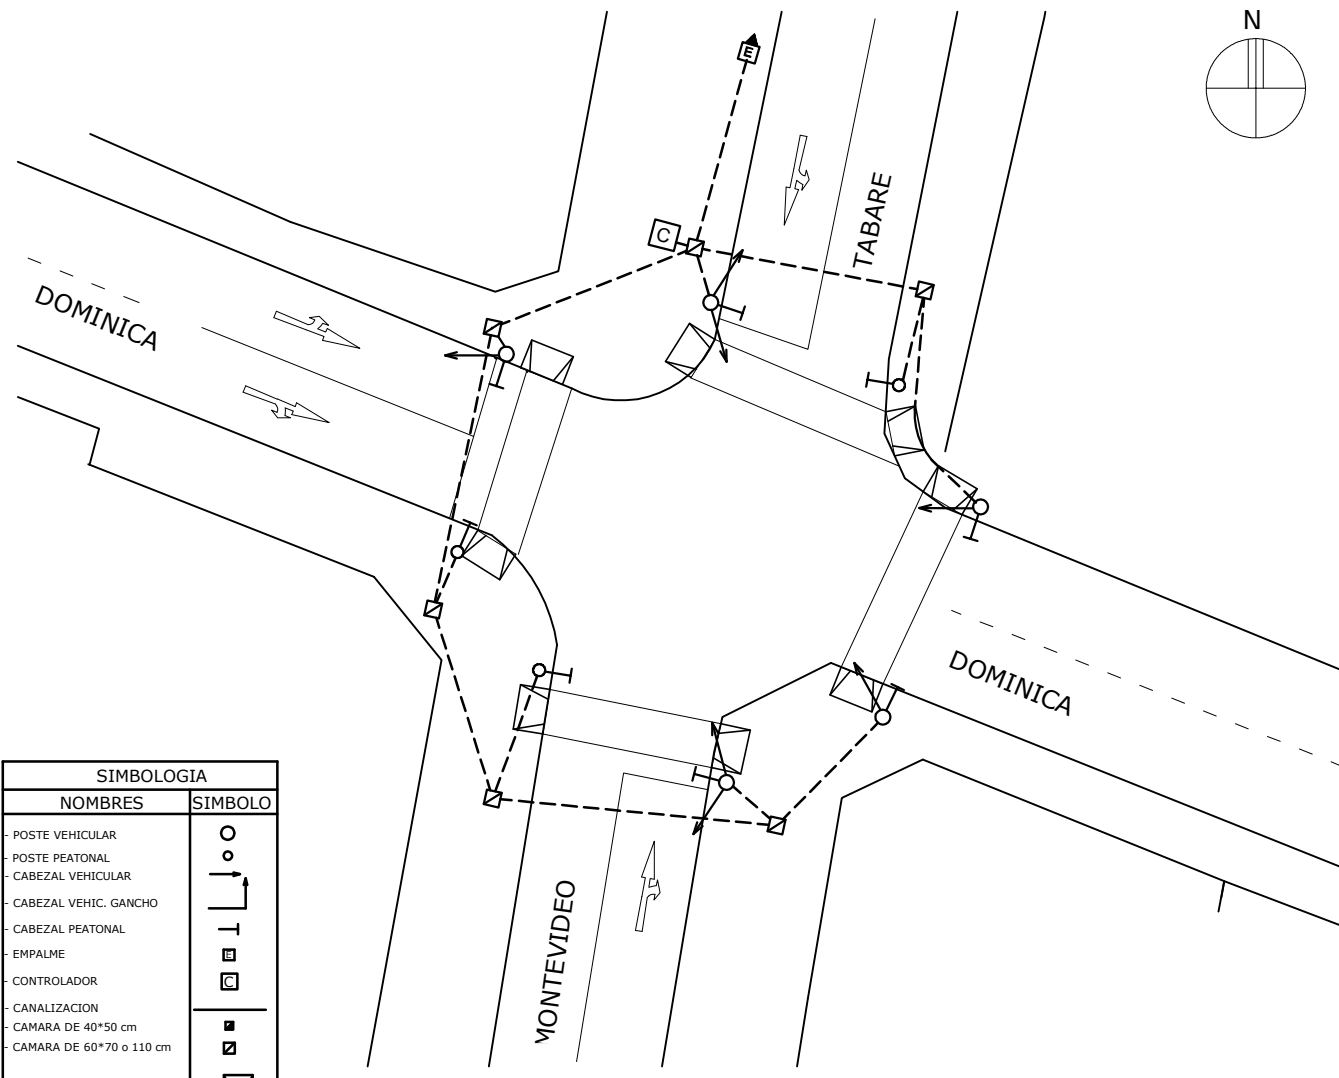 N
E
TABARE
C
DOMINICA
DOMINICA
MONTEVIDEO
SIMBOLOGIA
NOMBRES SIMBOLO
- POSTE VEHICULAR
- POSTE PEATONAL
- CABEZAL VEHICULAR
- CABEZAL VEHIC. GANCHO
- CABEZAL PEATONAL
- EMPALME E
- CONTROLADOR C
- CANALIZACION
- CAMARA DE 40*50 cm
- CAMARA DE 60*70 o 110 cm